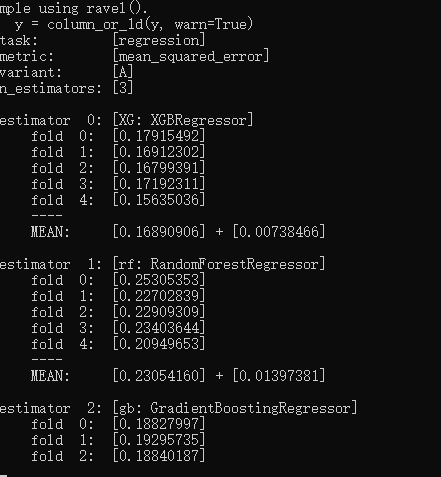 mple using ravel().
y = column_or_1d(y, warn=True)
task: [regression]
metric: [mean_squared_error]
variant: [A]
n_estimators: [3]
estimator 0: [XG: XGBRegressor]
fold 0: [0.17915492]
fold 1: [0.16912302]
fold 2: [0.16799391]
fold 3: [0.17192311]
fold 4: [0.15635036]
----
MEAN: [0.16890906] + [0.00738466]
estimator 1: [rf: RandomForestRegressor]
fold 0: [0.25305353]
fold 1: [0.22702839]
fold 2: [0.22909309]
fold 3: [0.23403644]
fold 4: [0.20949653]
----
MEAN: [0.23054160] + [0.01397381]
estimator 2: [gb: GradientBoostingRegressor]
fold 0: [0.18827997]
fold 1: [0.19295735]
fold 2: [0.18840187]